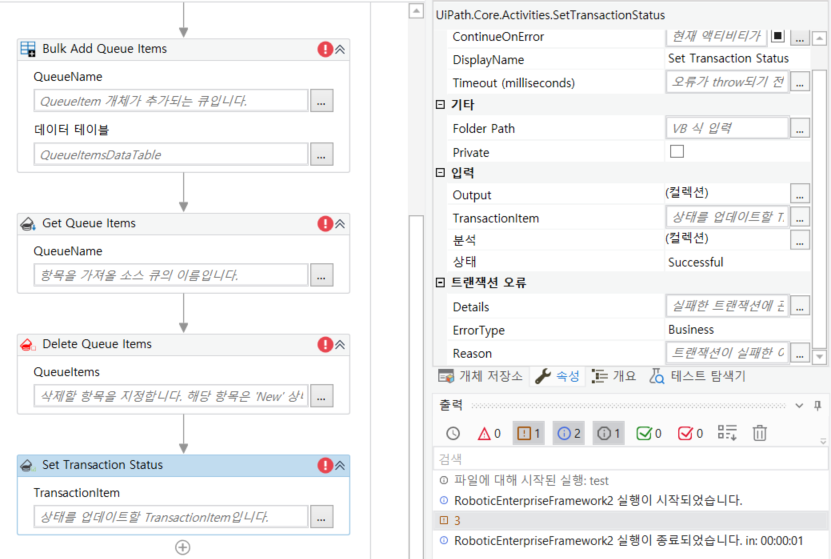 Bulk Add Queue Items
QueueName
QueueItem 개체가 추가되는 큐입니다.
...
데이터 테이블
QueueItemsDataTable
...
Get Queue Items
QueueName
항목을 가져올 소스 큐의 이름입니다.
...
Delete Queue Items
QueueItems
삭제할 항목을 지정합니다. 해당 항목은 'New' 상태
...
Set Transaction Status
TransactionItem
상태를 업데이트할 TransactionItem입니다.
...
UiPath.Core.Activities.SetTransactionStatus
ContinueOnError 현재 액티비티가 ...
DisplayName Set Transaction Status
Timeout (milliseconds) 오류가 throw되기 전 ...
기타
Folder Path VB 식 입력 ...
Private
입력
Output (컬렉션) ...
TransactionItem 상태를 업데이트할 T. ...
분석 (컬렉션) ...
상태 Successful
트랜잭션 오류
Details 실패한 트랜잭션에 ...
ErrorType Business
Reason 트랜잭션이 실패한 ...
개체 저장소 속성 개요 테스트 탐색기
출력
0 1 2 1 0 0
검색
파일에 대해 시작된 실행: test
RoboticEnterpriseFramework2 실행이 시작되었습니다.
3
RoboticEnterpriseFramework2 실행이 종료되었습니다. in: 00:00:01